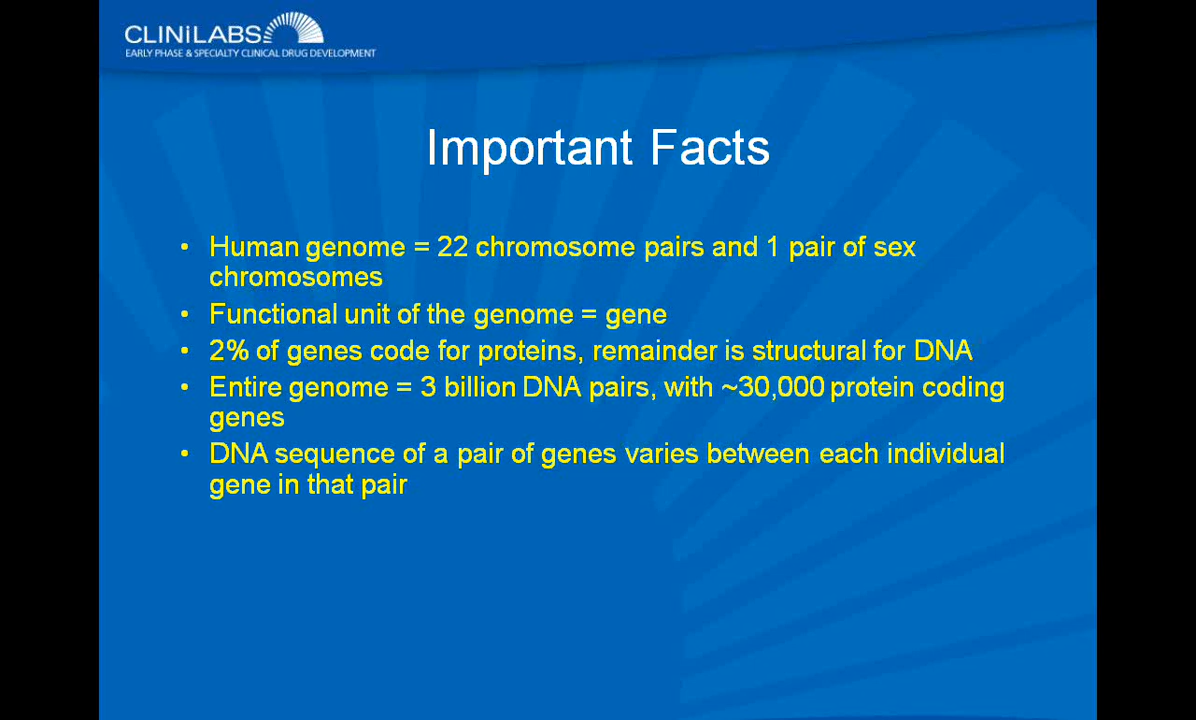 CLINILABS
EARLY PHASE & SPECIALTY CLINICAL DRUG DEVELOPMENT
Important Facts
• Human genome = 22 chromosome pairs and 1 pair of sex
chromosomes
• Functional unit of the genome = gene
• 2% of genes code for proteins, remainder is structural for DNA
• Entire genome = 3 billion DNA pairs, with ~30,000 protein coding
genes
• DNA sequence of a pair of genes varies between each individual
gene in that pair